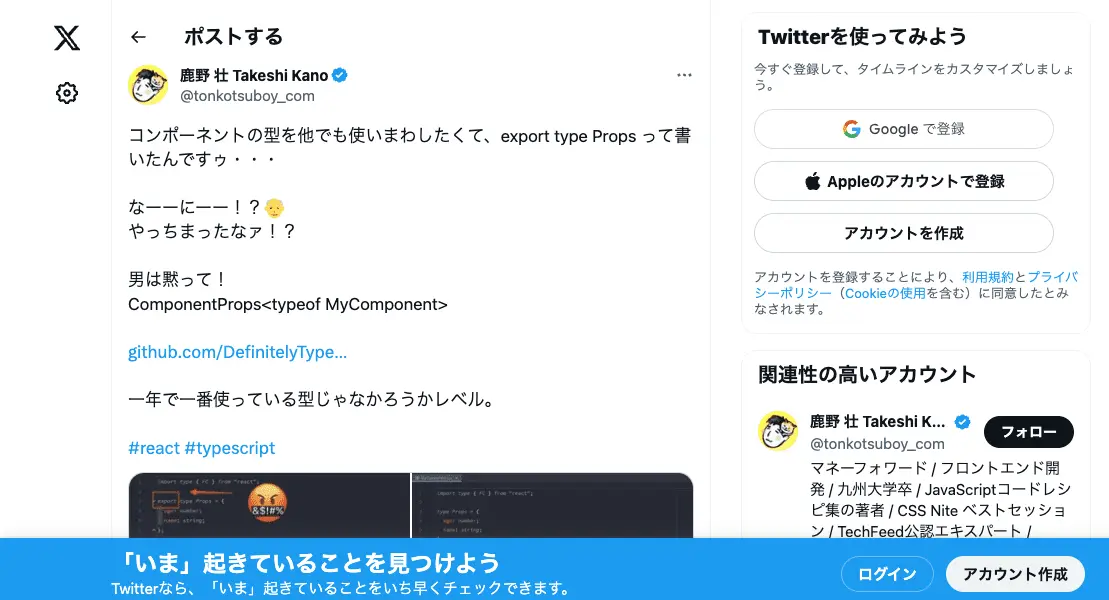 ポストする
鹿野 壮 Takeshi Kano
@tonkotsuboy_com
コンポーネントの型を他でも使いまわしたくて、export type Props って書
いたんですゥ・・・
なーーにーー！？
やっちまったなァ！？
男は黙って！
ComponentProps<typeof MyComponent>
github.com/DefinitelyType…
一年で一番使っている型じゃなかろうかレベル。
#react #typescript
import type { FC } from "react";
export type Props = {
age: number;
name: string;
};
&$!#%
import type { FC } from "react";
type Props = {
age: number;
name: string;
Twitterを使ってみよう
今すぐ登録して、タイムラインをカスタマイズしましょ
う。
Google で登録
Appleのアカウントで登録
アカウントを作成
アカウントを登録することにより、利用規約とプライバ
シーポリシー（Cookieの使用を含む）に同意したとみ
なされます。
関連性の高いアカウント
鹿野 壮 Takeshi K...
@tonkotsuboy_com
フォロー
マネーフォワード / フロントエンド開
発 / 九州大学卒 / JavaScriptコードレシ
ピ集の著者 / CSS Nite ベストセッショ
ン / TechFeed公認エキスパート /
「いま」起きていることを見つけよう
Twitterなら、「いま」起きていることをいち早くチェックできます。
ログイン
アカウント作成